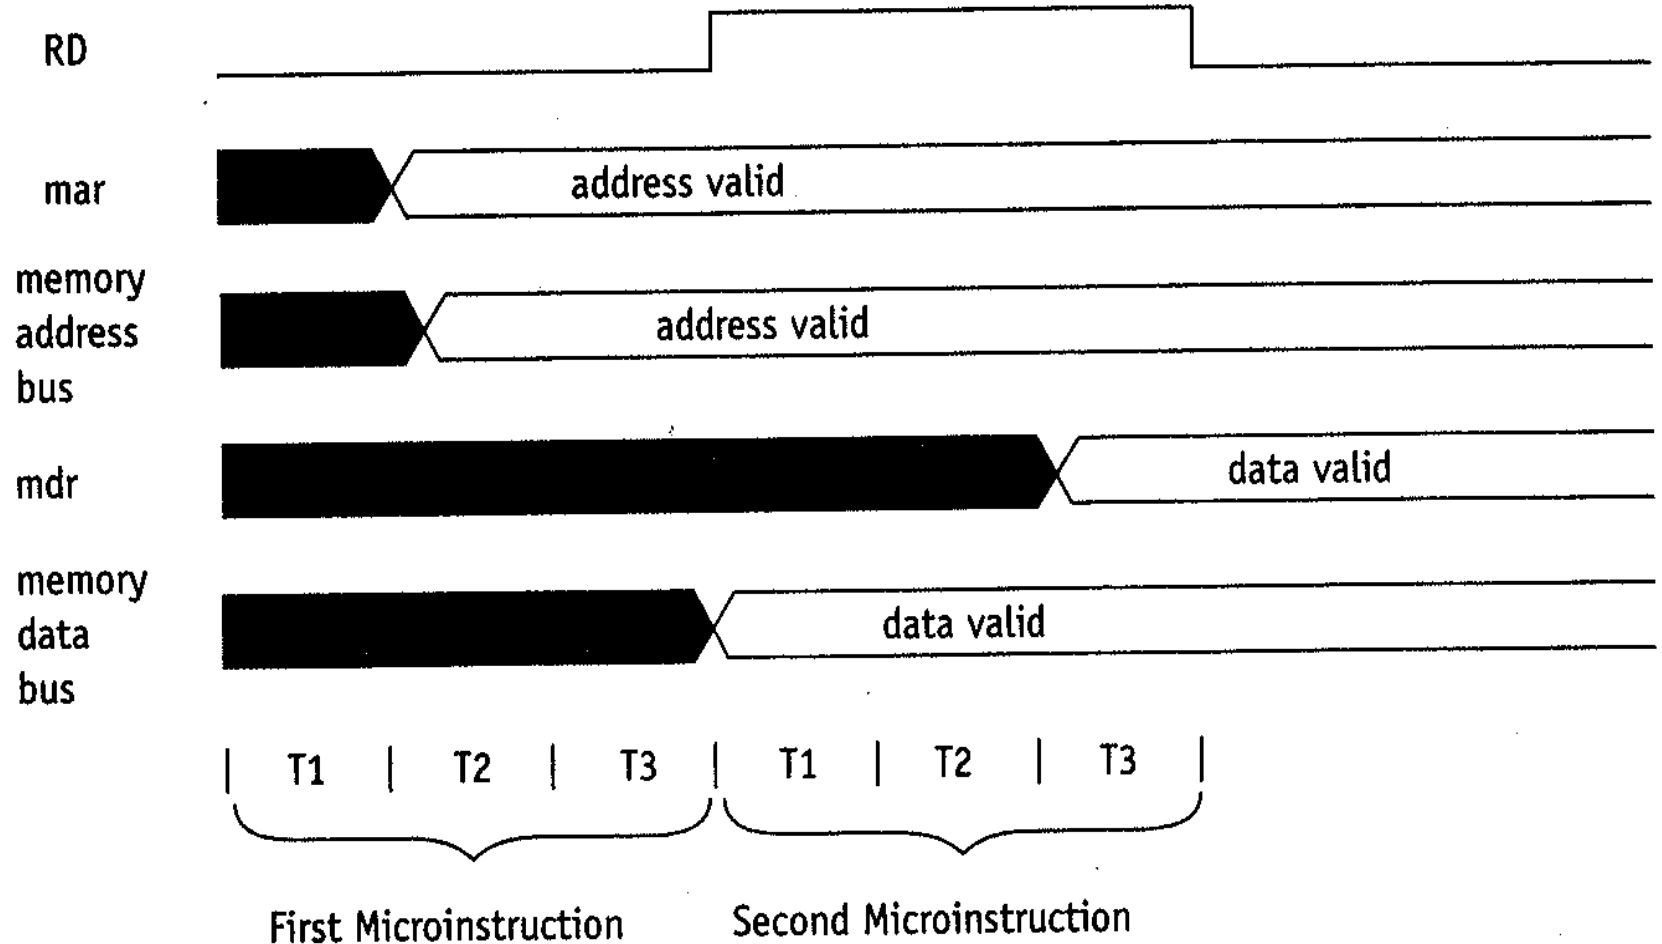 RD
mar
address valid
memory
address
bus
address valid
mdr
data valid
memory
data
bus
data valid
T1 T2 T3 T1 T2 T3
First Microinstruction Second Microinstruction